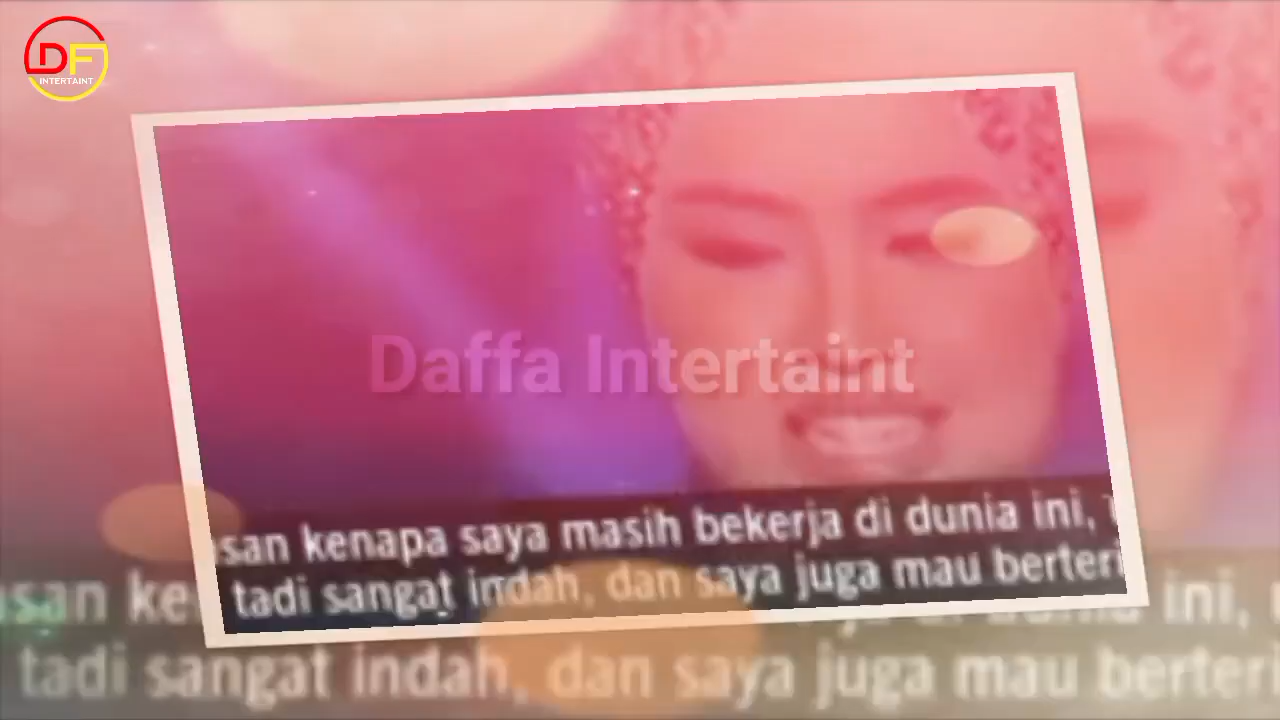 DF
INTERTAINT
Daffa Intertaint
san kenapa saya masih bekerja di dunia ini,
tadi sangat indah, dan saya juga mau berteri
san ke ini,
tadi sangat indah, dan saya juga mau berteri